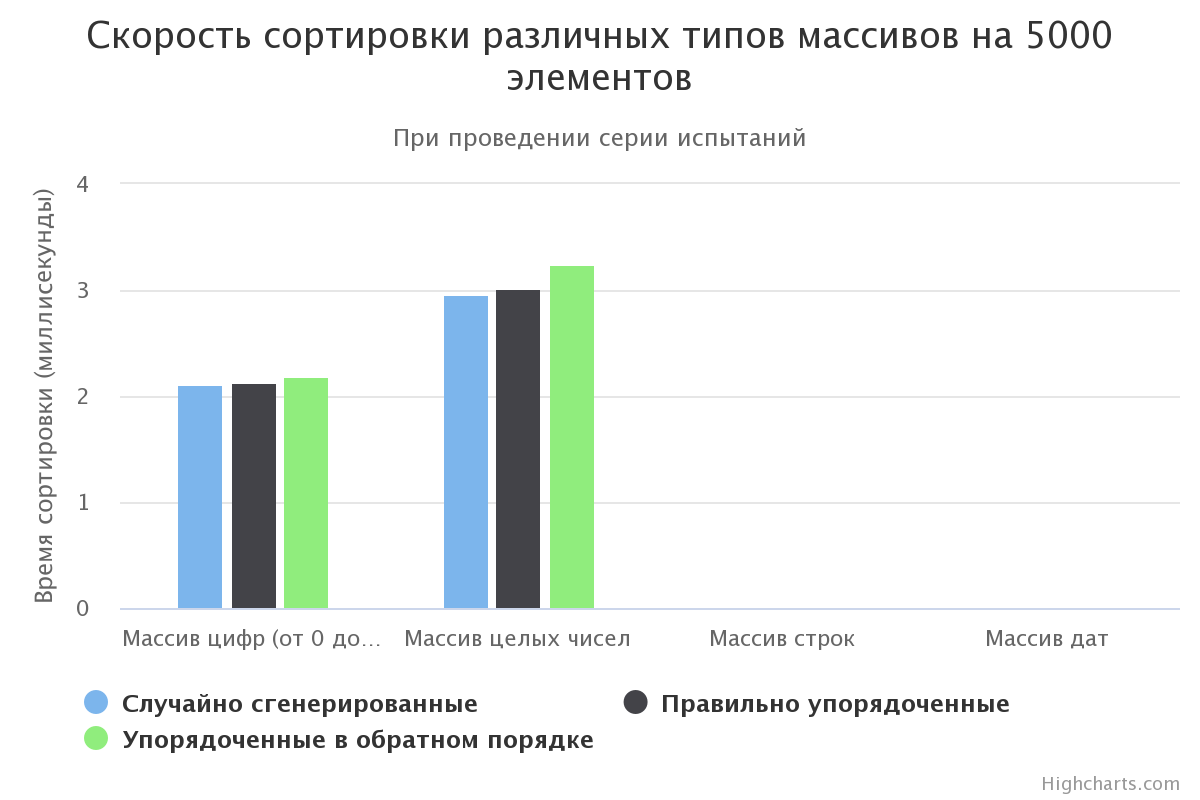 Скорость сортировки различных типов массивов на 5000
элементов
При проведении серии испытаний
Время сортировки (миллисекунды)
4
3
2
1
0
Массив цифр (от 0 до…
Массив целых чисел
Массив строк
Массив дат
Случайно сгенерированные
Правильно упорядоченные
Упорядоченные в обратном порядке
Highcharts.com